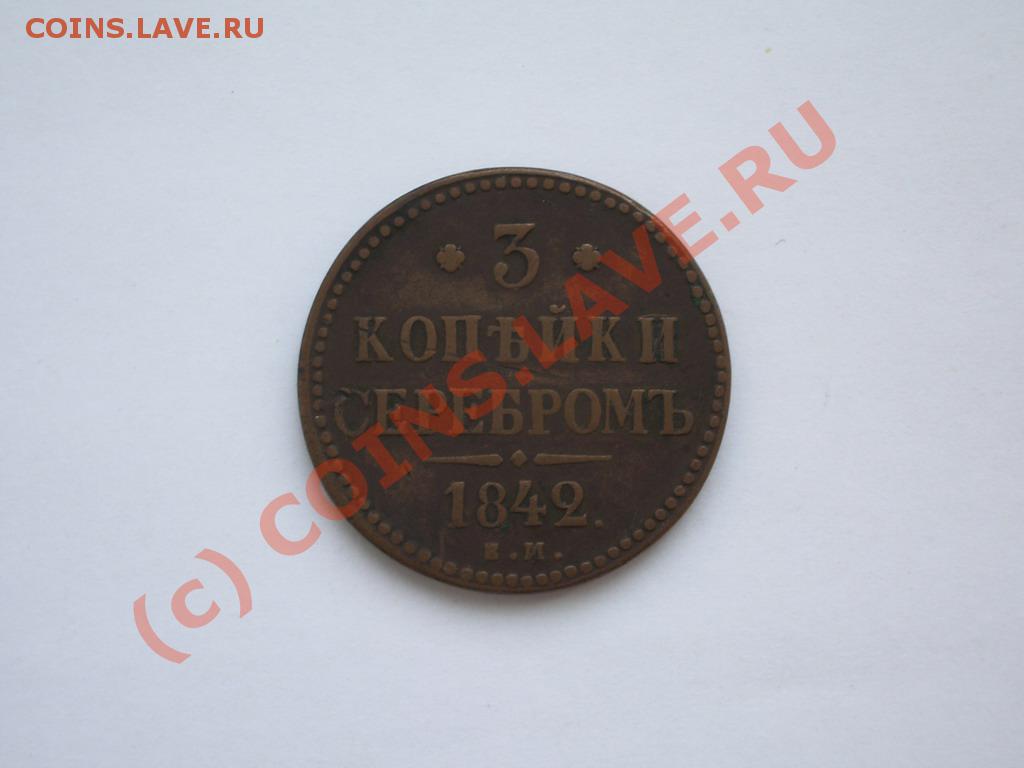 COINS.LAVE.RU
3
КОПѢЙКИ
СЕРЕБРОМЪ
1842.
Е.М.
(c) COINS.LAVE.RU